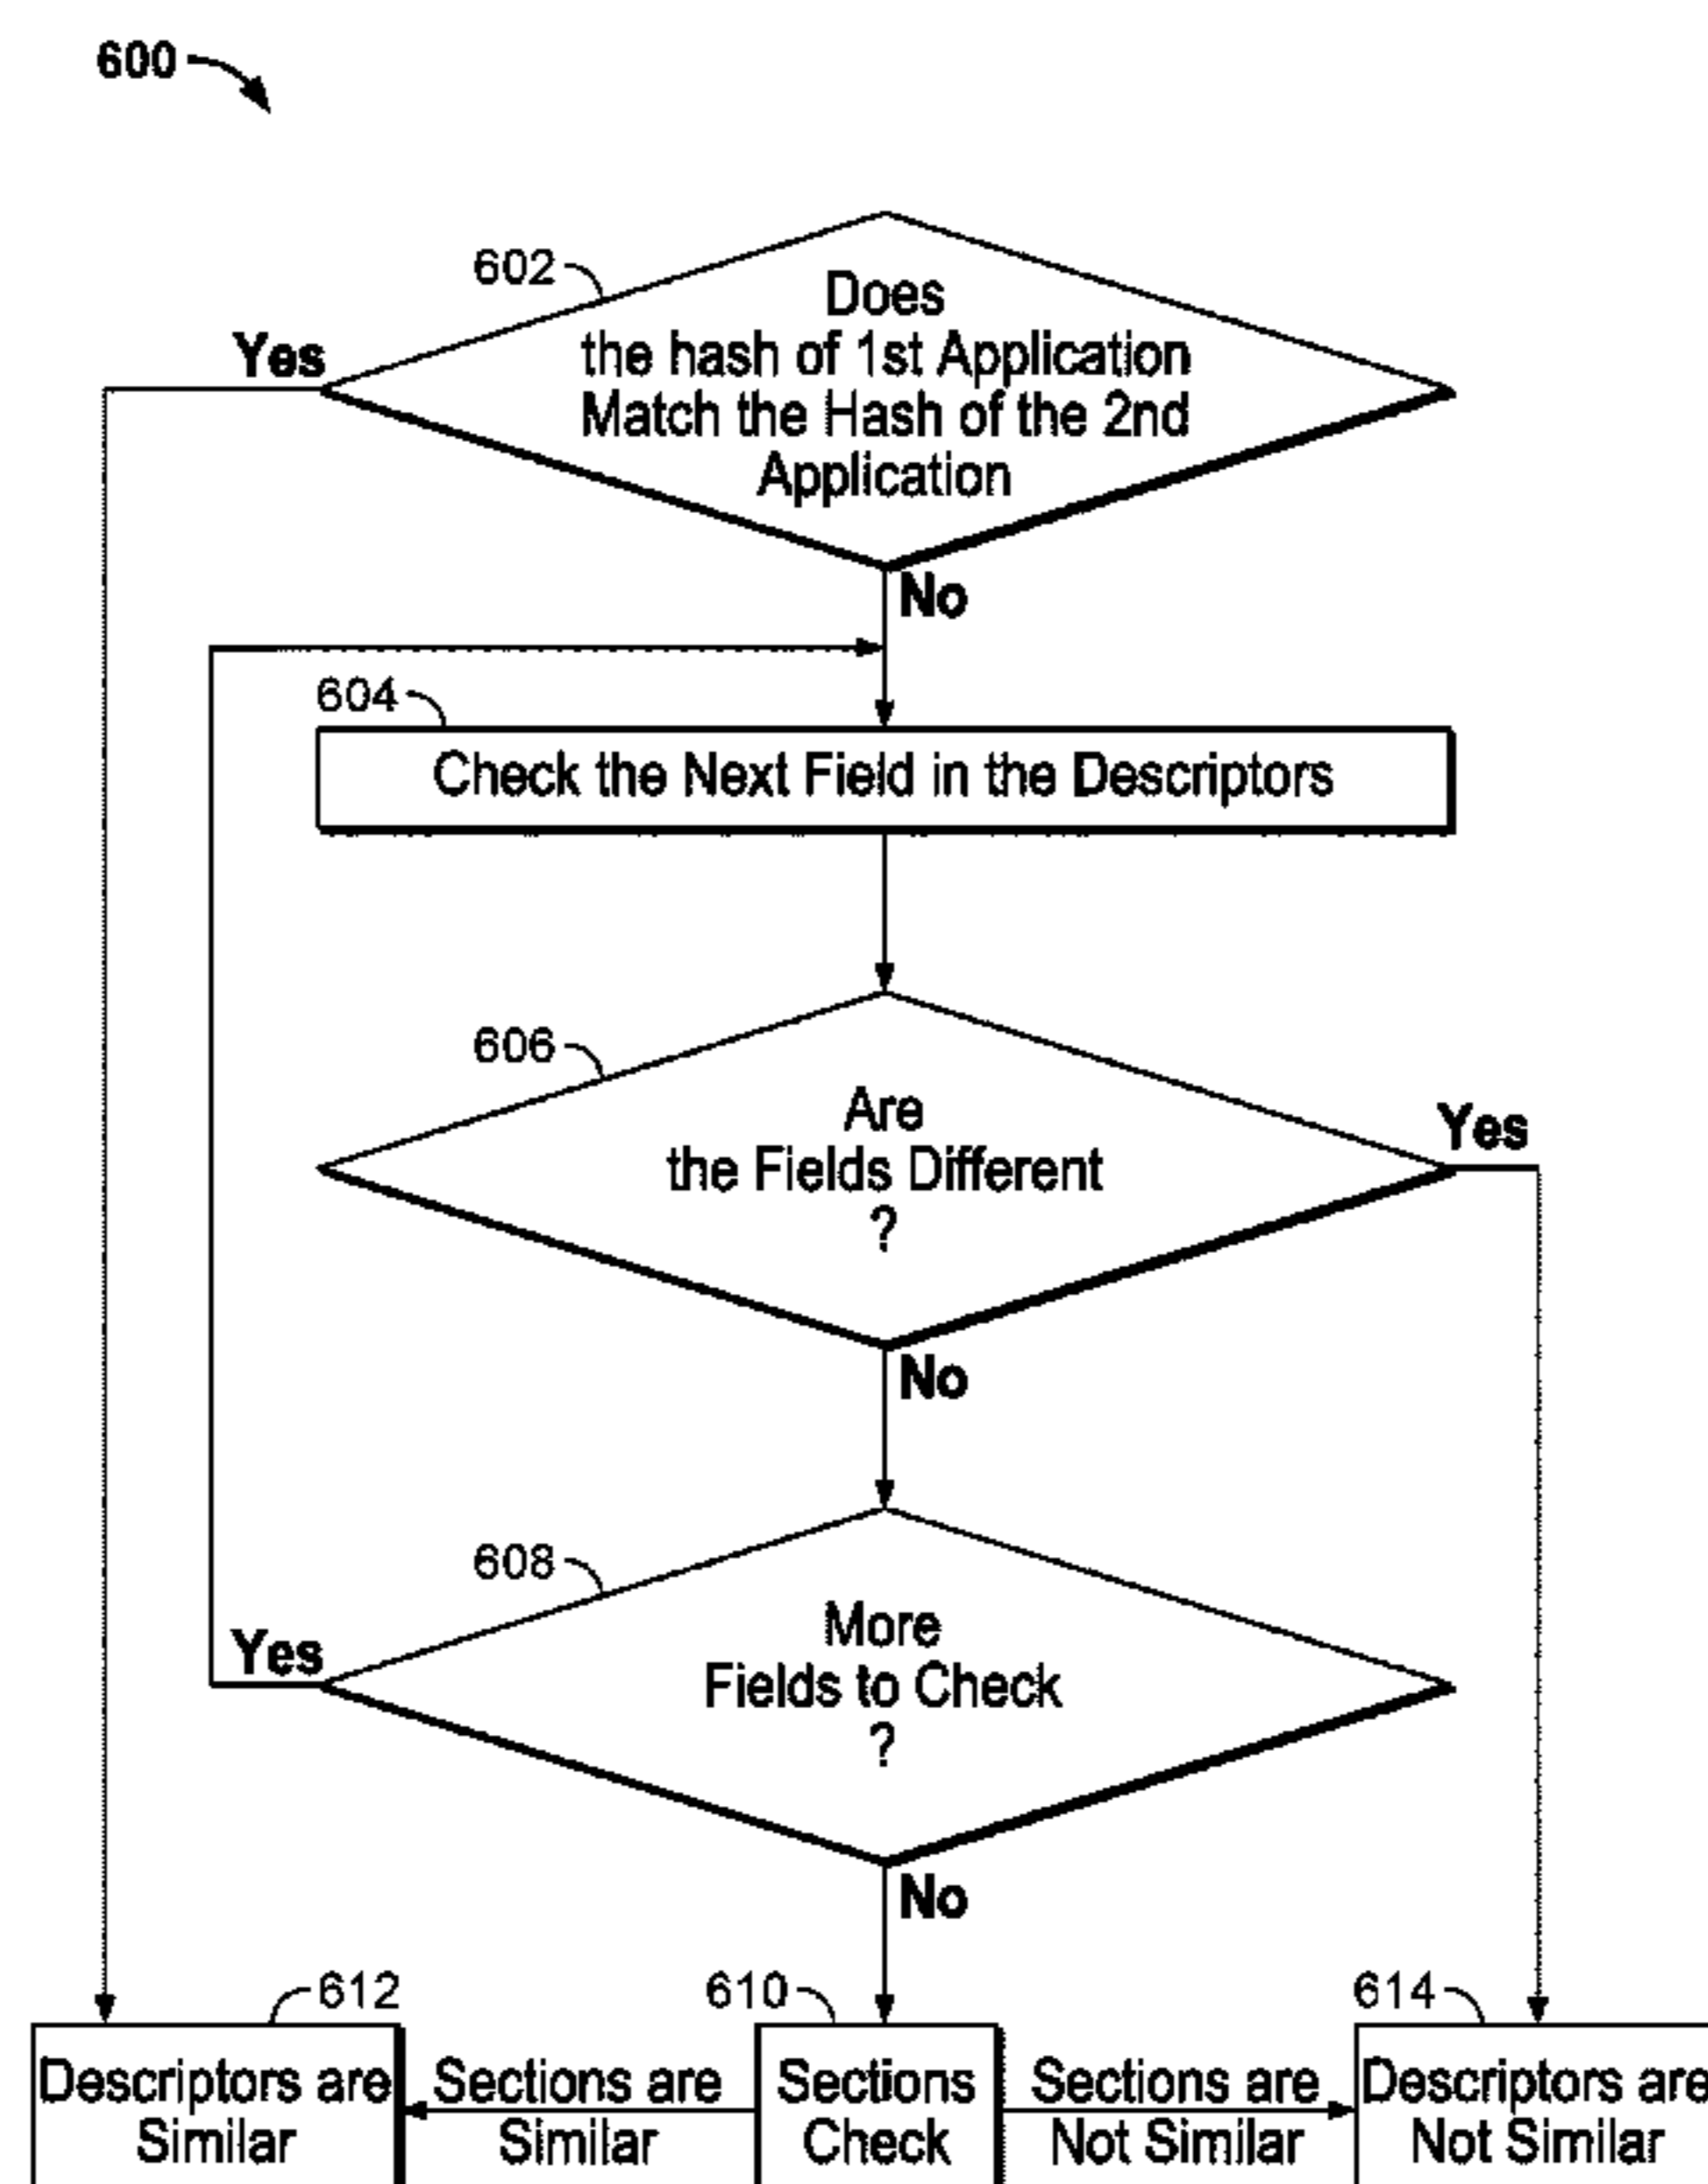 600
602
Does
the hash of 1st Application
Match the Hash of the 2nd
Application
Yes
No
604
Check the Next Field in the Descriptors
606
Are
the Fields Different
?
Yes
No
608
More
Fields to Check
?
Yes
No
612
610
614
Descriptors are
Similar
Sections are
Similar
Sections
Check
Sections are
Not Similar
Descriptors are
Not Similar